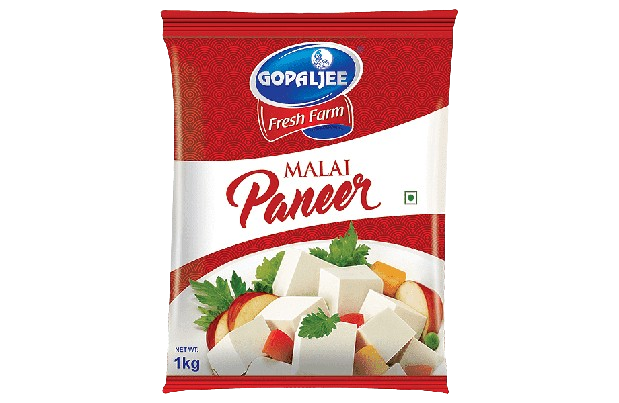 GOPALJEE
Fresh Farm
MALAI
Paneer
NET WT.
1kg